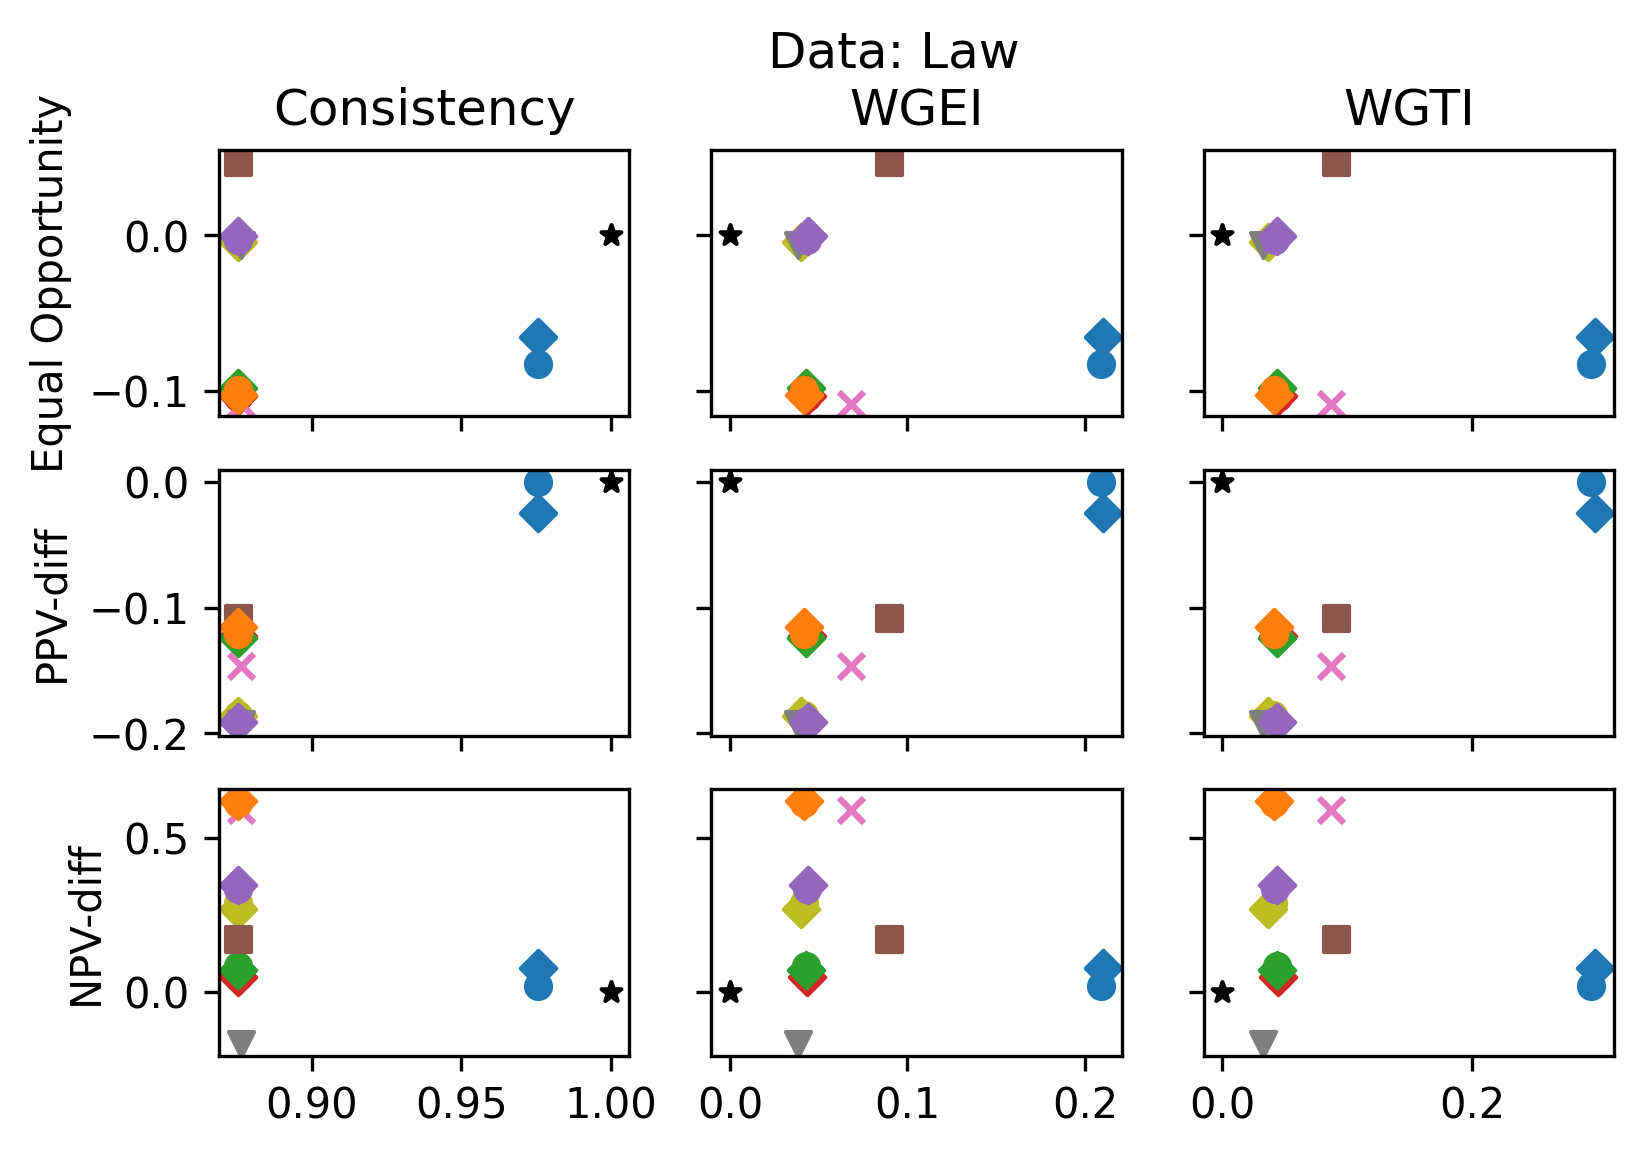 Data: Law
Consistency WGEI WGTI
Equal Opportunity
0.0
−0.1
PPV-diff
0.0
−0.1
−0.2
NPV-diff
0.5
0.0
0.90 0.95 1.00 0.0 0.1 0.2 0.0 0.2